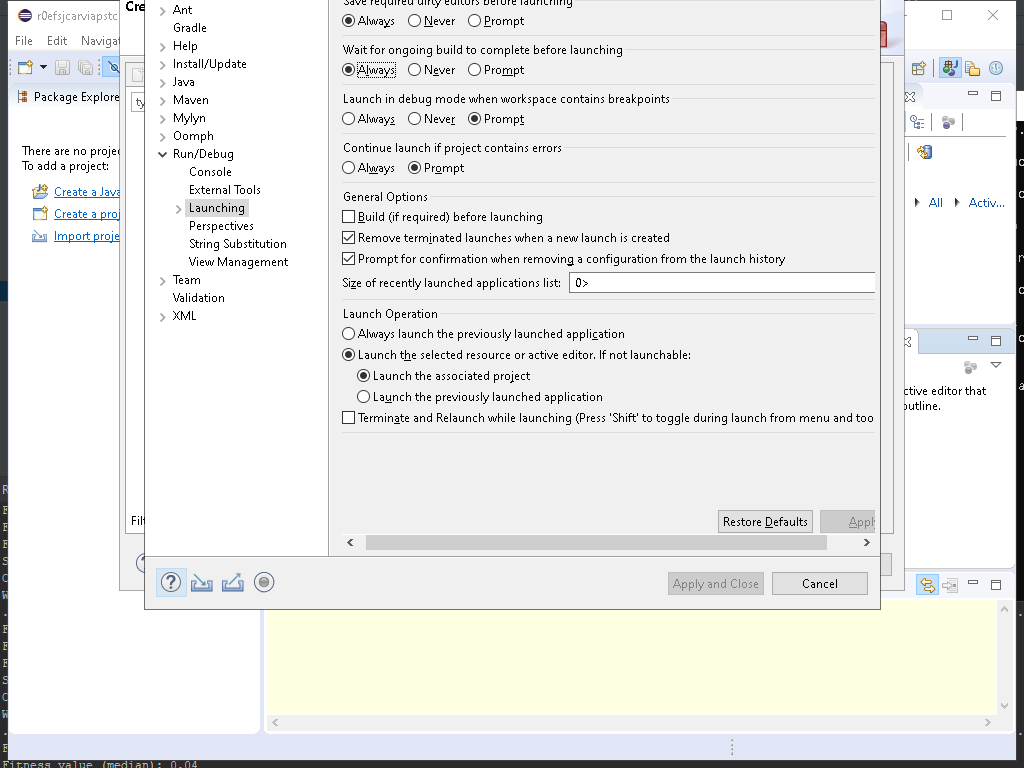 r0efsjcarviapstc
File Edit Navigat
Package Explore
There are no projec
To add a project:
Create a Java
Create a proj
Import proje
Cre
ty
Filt
Ant
Gradle
Help
Install/Update
Java
Maven
Mylyn
Oomph
Run/Debug
Console
External Tools
Launching
Perspectives
String Substitution
View Management
Team
Validation
XML
Save required dirty editors before launching
Always Never Prompt
Wait for ongoing build to complete before launching
Always Never Prompt
Launch in debug mode when workspace contains breakpoints
Always Never Prompt
Continue launch if project contains errors
Always Prompt
General Options
Build (if required) before launching
Remove terminated launches when a new launch is created
Prompt for confirmation when removing a configuration from the launch history
Size of recently launched applications list: 0>
Launch Operation
Always launch the previously launched application
Launch the selected resource or active editor. If not launchable:
Launch the associated project
Launch the previously launched application
Terminate and Relaunch while launching (Press 'Shift' to toggle during launch from menu and too
Restore Defaults Apply
Apply and Close Cancel
All Activ...
ctive editor that
outline.
Fitness value (median): 0.04